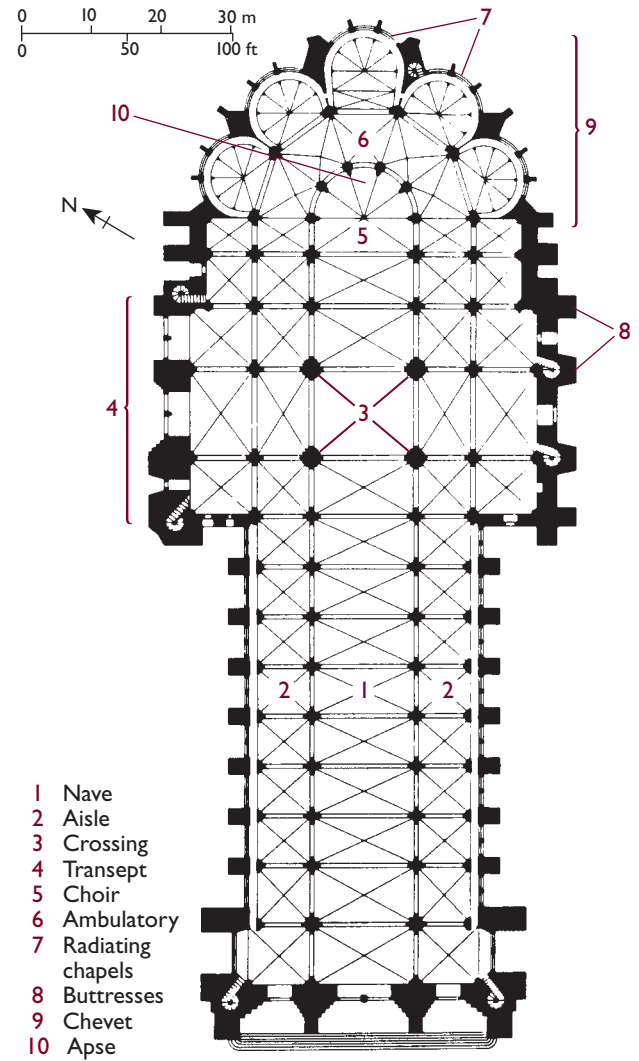 0 10 20 30 m
0 50 100 ft
7
10
6
9
N
5
8
4
3
2 1 2
1 Nave
2 Aisle
3 Crossing
4 Transept
5 Choir
6 Ambulatory
7 Radiating
chapels
8 Buttresses
9 Chevet
10 Apse